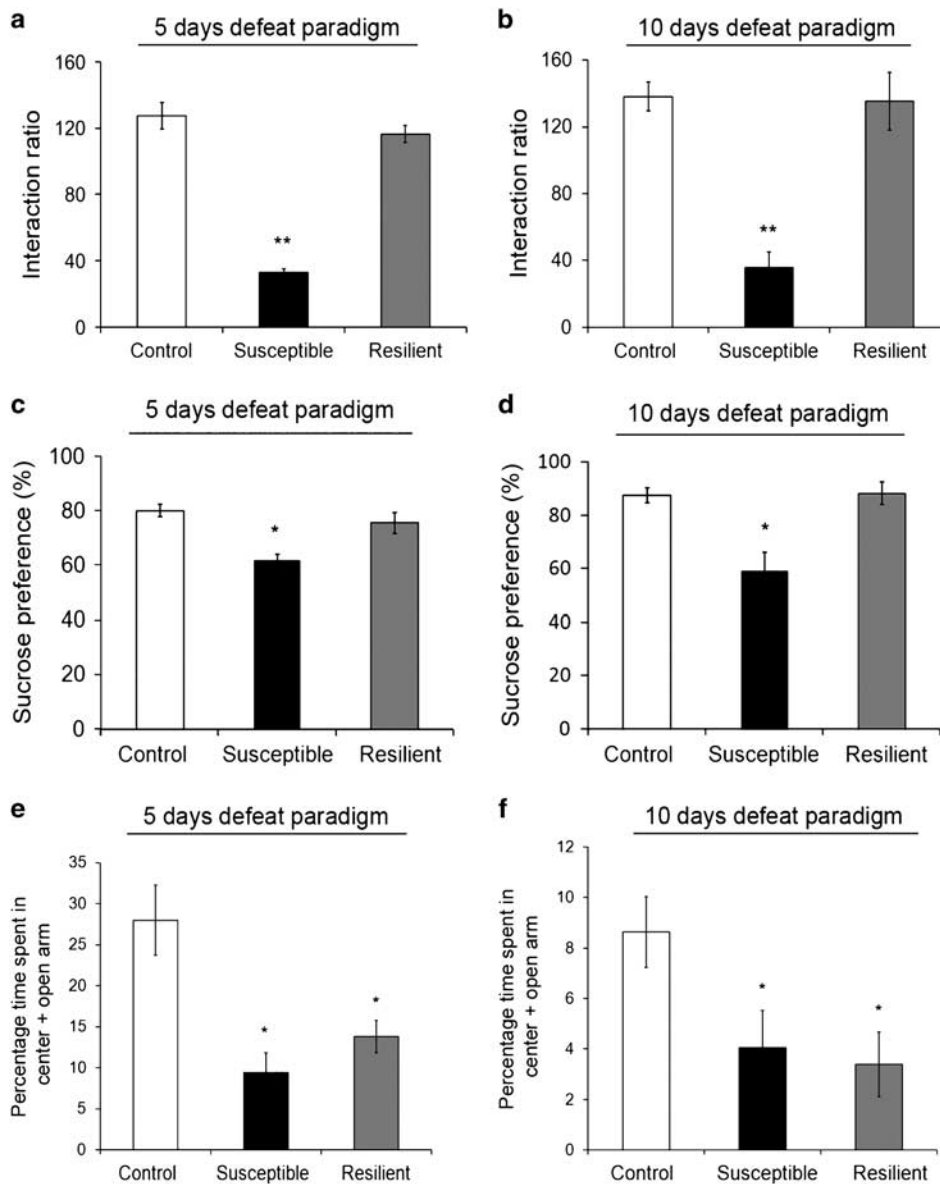 a
5 days defeat paradigm
Interaction ratio
160
120
80
40
0
**
Control Susceptible Resilient
b
10 days defeat paradigm
Interaction ratio
160
120
80
40
0
**
Control Susceptible Resilient
c
5 days defeat paradigm
Sucrose preference (%)
100
80
60
40
20
0
*
Control Susceptible Resilient
d
10 days defeat paradigm
Sucrose preference (%)
100
80
60
40
20
0
*
Control Susceptible Resilient
e
5 days defeat paradigm
Percentage time spent in
center + open arm
35
30
25
20
15
10
5
0
*
*
Control Susceptible Resilient
f
10 days defeat paradigm
Percentage time spent in
center + open arm
12
10
8
6
4
2
0
*
*
Control Susceptible Resilient